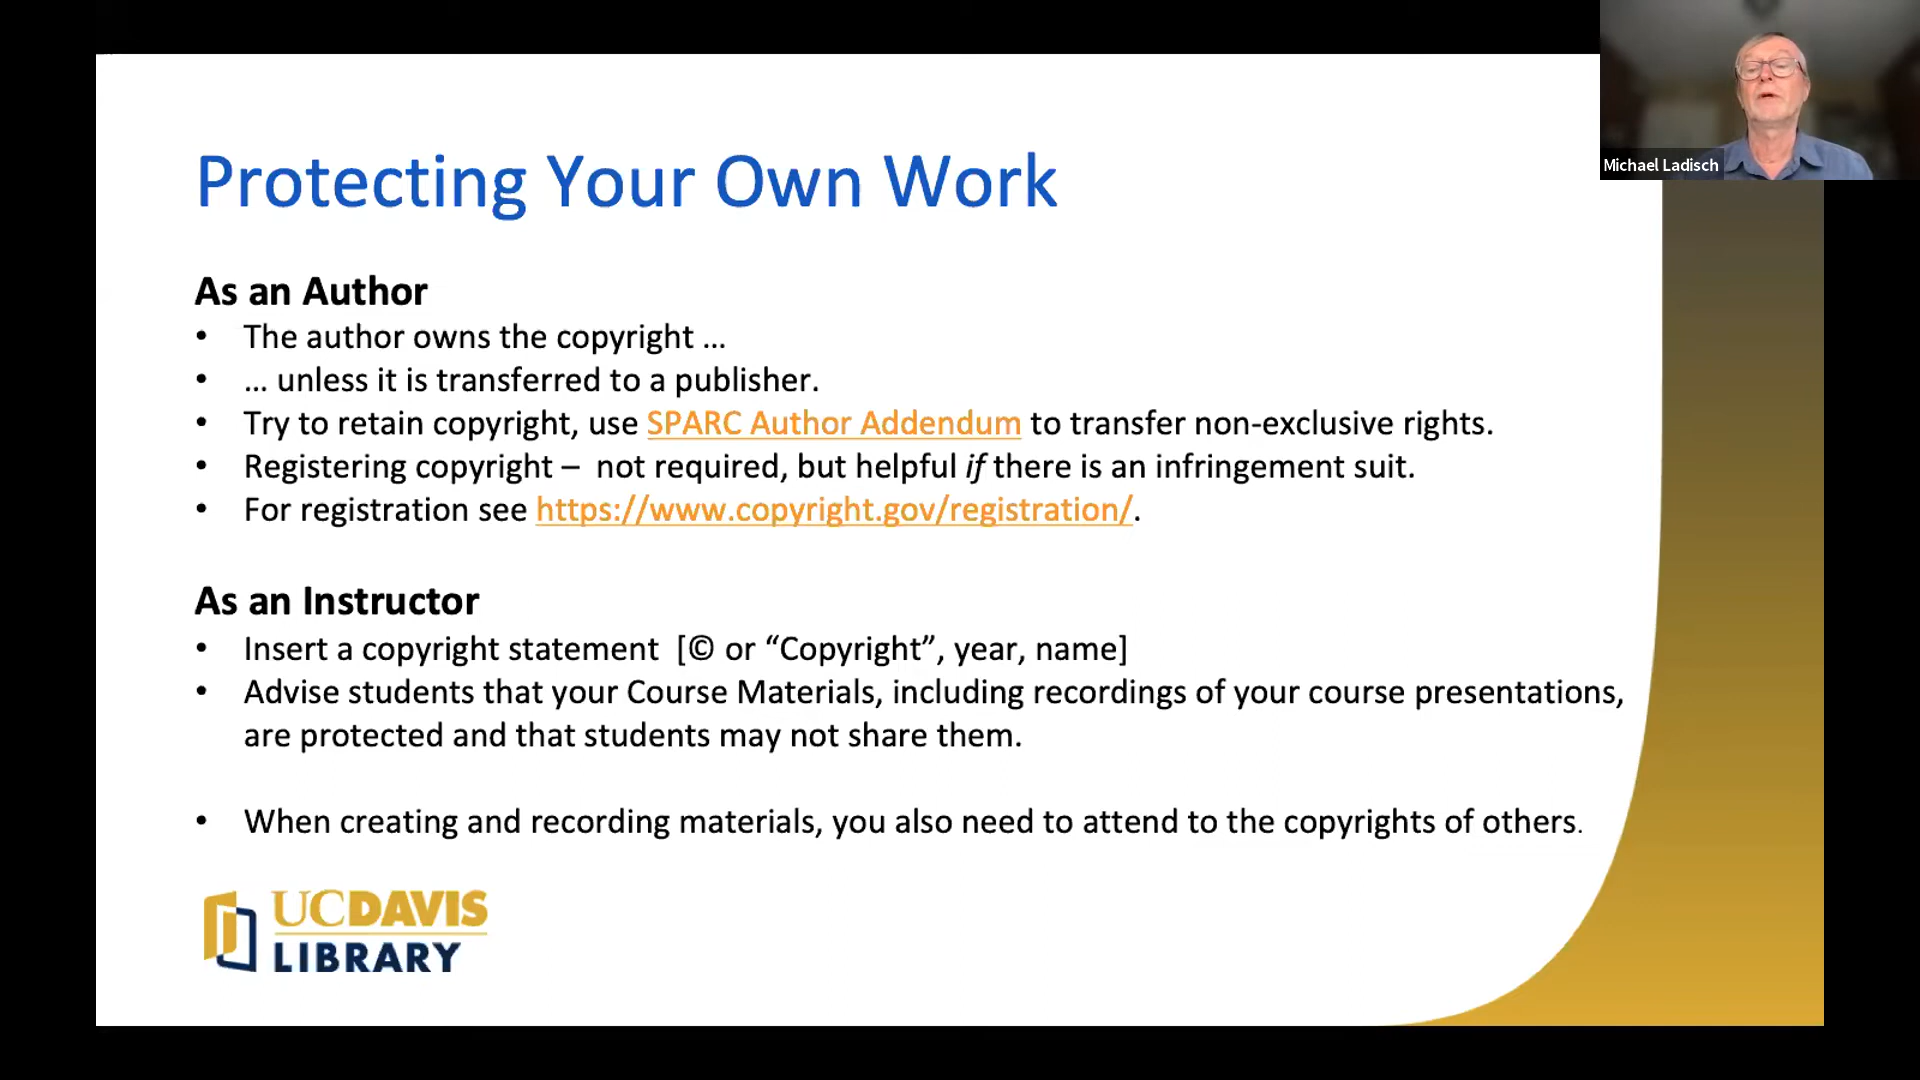 Michael Ladisch
Protecting Your Own Work
As an Author
• The author owns the copyright ...
• ... unless it is transferred to a publisher.
• Try to retain copyright, use SPARC Author Addendum to transfer non-exclusive rights.
• Registering copyright – not required, but helpful if there is an infringement suit.
• For registration see https://www.copyright.gov/registration/.
As an Instructor
• Insert a copyright statement [© or “Copyright”, year, name]
• Advise students that your Course Materials, including recordings of your course presentations,
are protected and that students may not share them.
• When creating and recording materials, you also need to attend to the copyrights of others.
UCDAVIS
LIBRARY